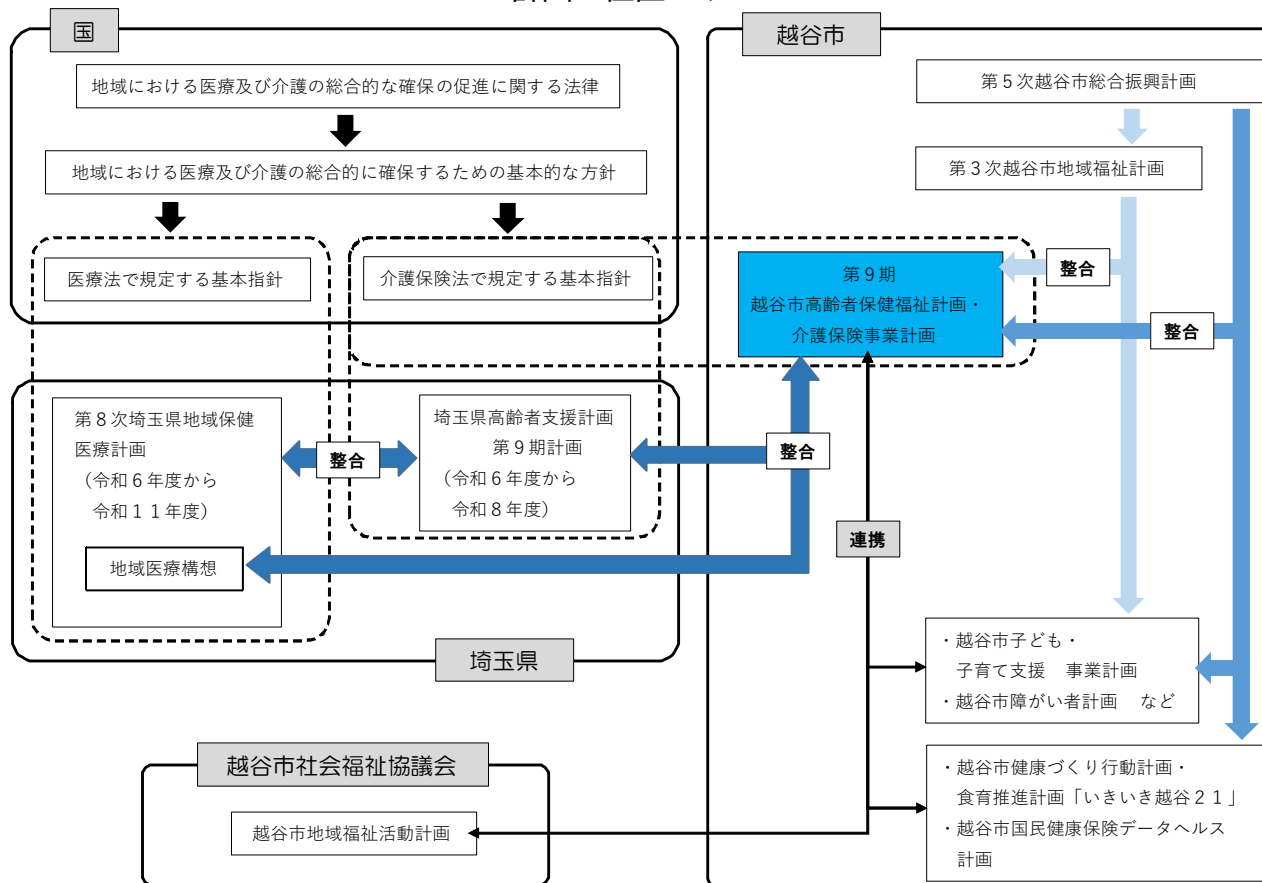 国
地域における医療及び介護の総合的な確保の促進に関する法律
地域における医療及び介護の総合的に確保するための基本的な方針
医療法で規定する基本指針
介護保険法で規定する基本指針
越谷市
第5次越谷市総合振興計画
第3次越谷市地域福祉計画
第9期
越谷市高齢者保健福祉計画・
介護保険事業計画
整合
整合
第8次埼玉県地域保健
医療計画
（令和6年度から
令和11年度）
地域医療構想
整合
埼玉県高齢者支援計画
第9期計画
（令和6年度から
令和8年度）
整合
連携
埼玉県
・越谷市子ども・
子育て支援　事業計画
・越谷市障がい者計画　など
越谷市社会福祉協議会
越谷市地域福祉活動計画
・越谷市健康づくり行動計画・
食育推進計画「いきいき越谷21」
・越谷市国民健康保険データヘルス
計画